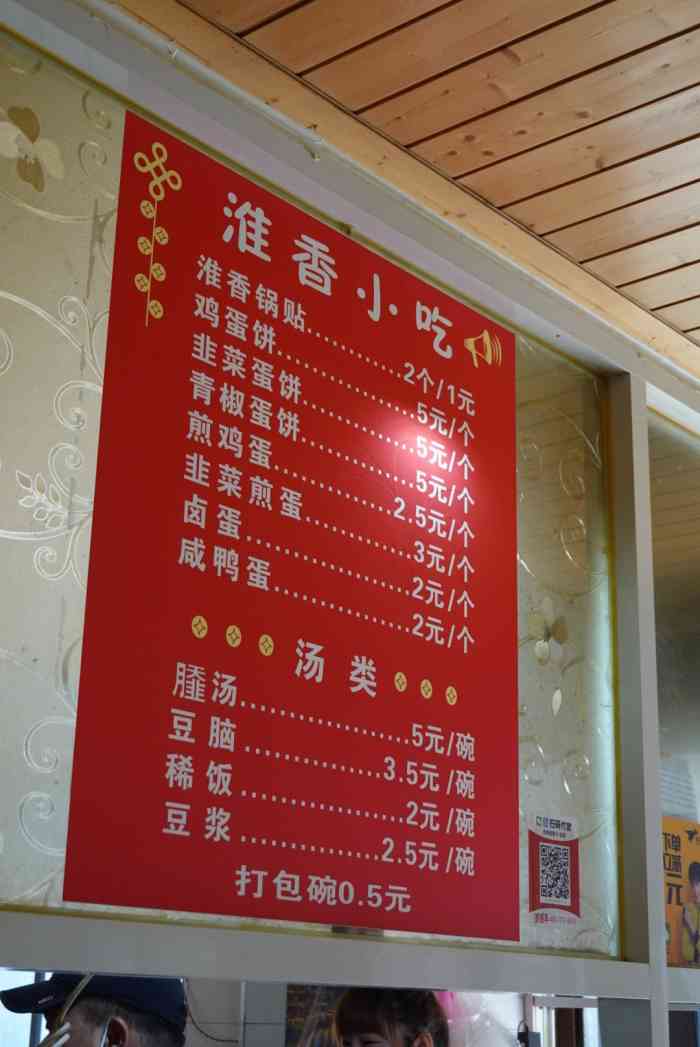 淮香小吃
淮香锅贴............2个/1元
鸡蛋饼..................5元/个
韭菜蛋饼...............5元/个
青椒蛋饼...............5元/个
煎鸡蛋...............2.5元/个
韭菜煎蛋..............3元/个
卤蛋.....................2元/个
咸鸭蛋..................2元/个
汤类
腫汤.....................5元/碗
豆脑.................3.5元/碗
稀饭.....................2元/碗
豆浆.................2.5元/碗
打包碗0.5元
下单
元